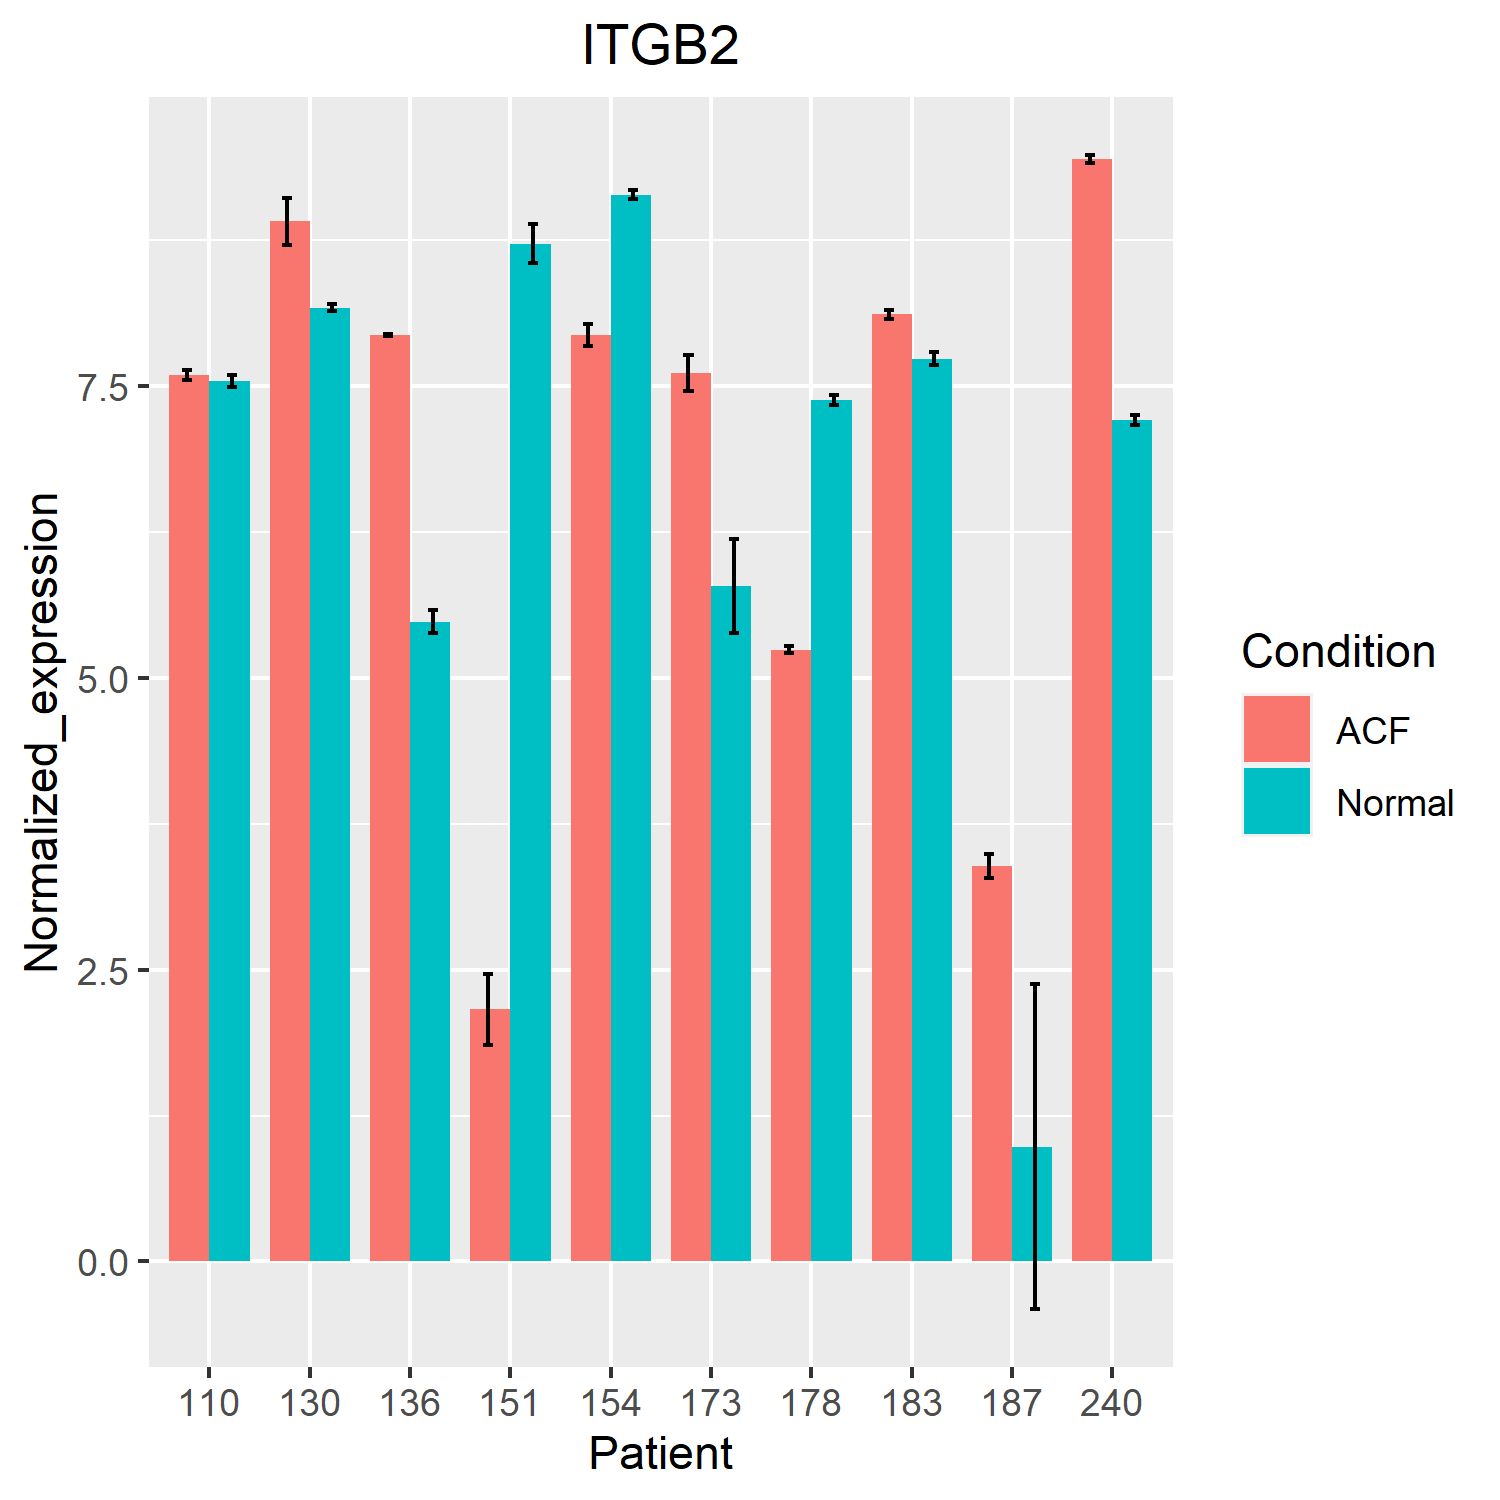 ITGB2
Normalized_expression
7.5
5.0
2.5
0.0
110 130 136 151 154 173 178 183 187 240
Patient
Condition
ACF
Normal